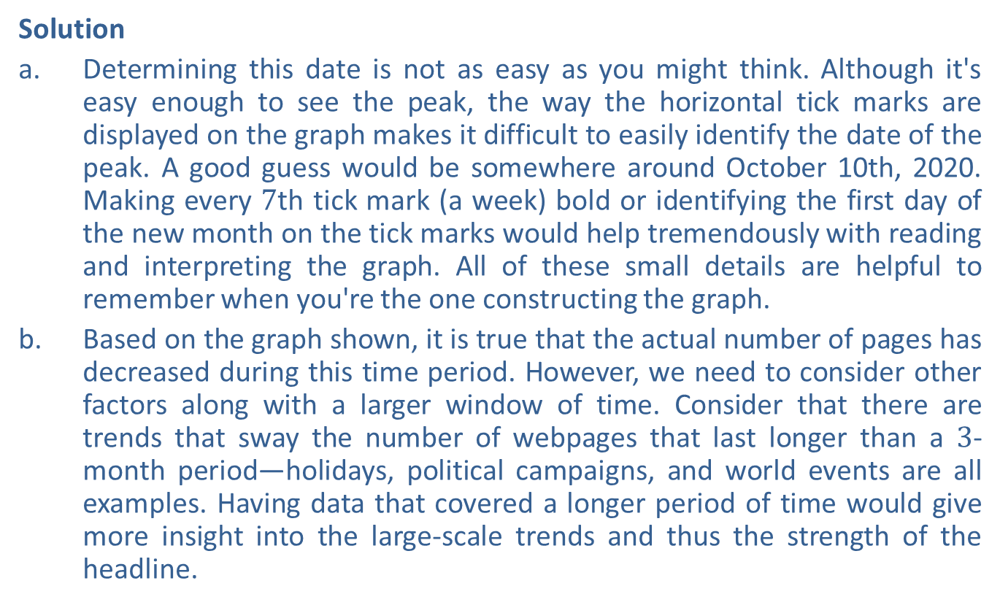 Solution
a. Determining this date is not as easy as you might think. Although it's
easy enough to see the peak, the way the horizontal tick marks are
displayed on the graph makes it difficult to easily identify the date of the
peak. A good guess would be somewhere around October 10th, 2020.
Making every 7th tick mark (a week) bold or identifying the first day of
the new month on the tick marks would help tremendously with reading
and interpreting the graph. All of these small details are helpful to
remember when you're the one constructing the graph.
b. Based on the graph shown, it is true that the actual number of pages has
decreased during this time period. However, we need to consider other
factors along with a larger window of time. Consider that there are
trends that sway the number of webpages that last longer than a 3-
month period—holidays, political campaigns, and world events are all
examples. Having data that covered a longer period of time would give
more insight into the large-scale trends and thus the strength of the
headline.